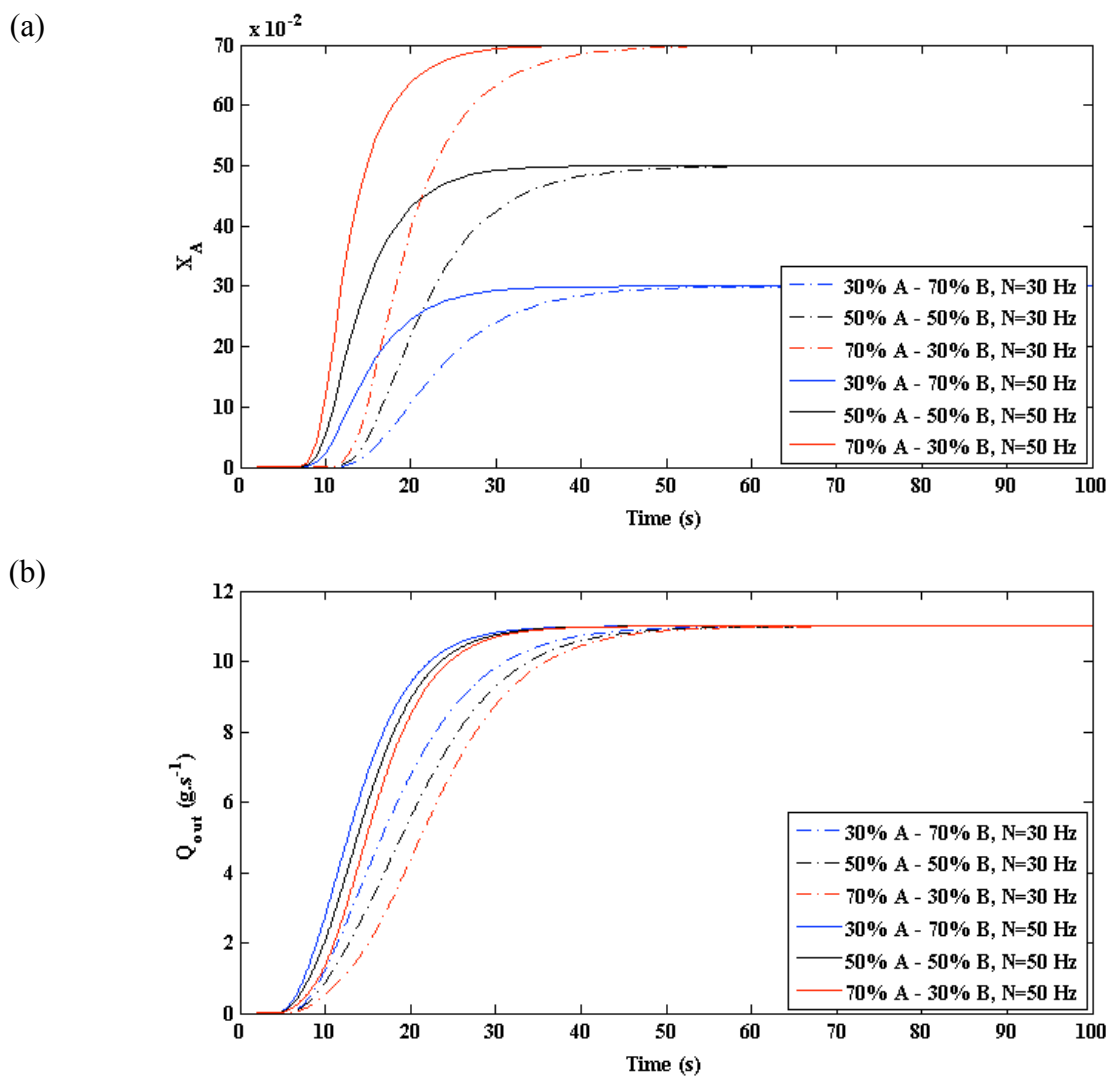 (a)
x 10⁻²
70
60
50
40
30
20
10
0
X_A
0 10 20 30 40 50 60 70 80 90 100
Time (s)
30% A - 70% B, N=30 Hz
50% A - 50% B, N=30 Hz
70% A - 30% B, N=30 Hz
30% A - 70% B, N=50 Hz
50% A - 50% B, N=50 Hz
70% A - 30% B, N=50 Hz
(b)
12
10
8
6
4
2
0
Q_out (g.s⁻¹)
0 10 20 30 40 50 60 70 80 90 100
Time (s)
30% A - 70% B, N=30 Hz
50% A - 50% B, N=30 Hz
70% A - 30% B, N=30 Hz
30% A - 70% B, N=50 Hz
50% A - 50% B, N=50 Hz
70% A - 30% B, N=50 Hz